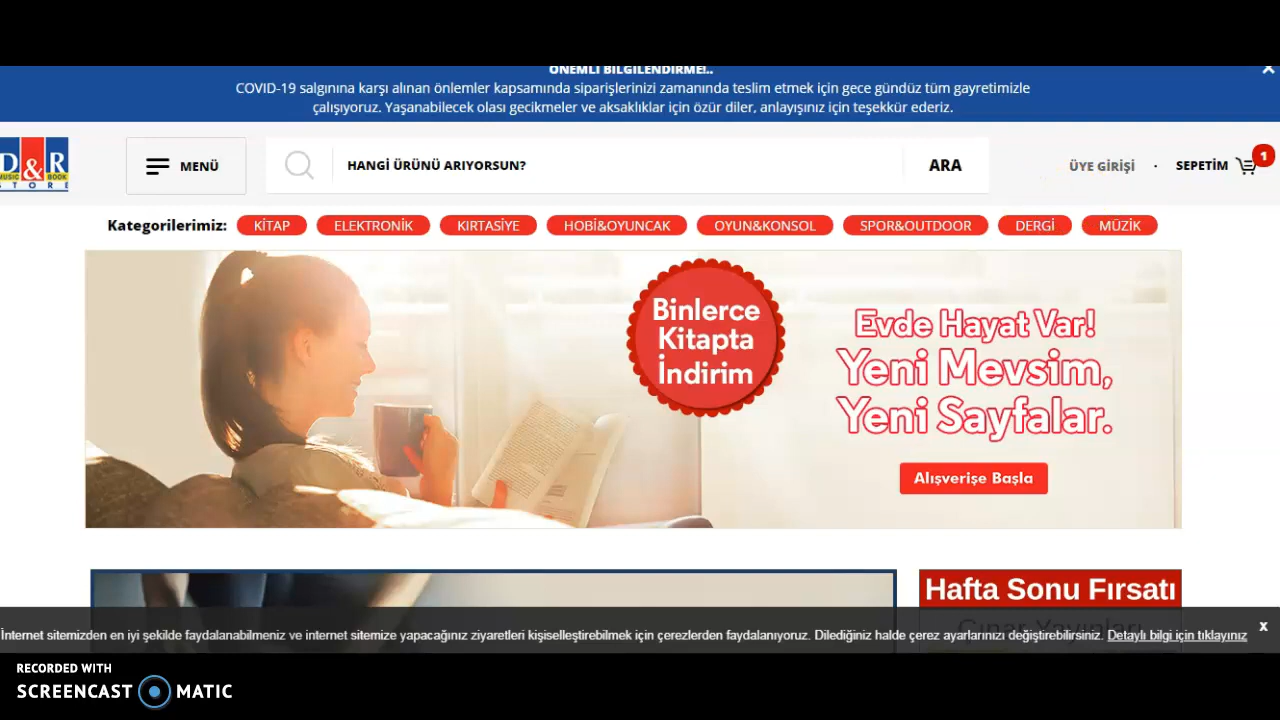 ÖNEMLİ BİLGİLENDİRME!..
COVID-19 salgınına karşı alınan önlemler kapsamında siparişlerinizi zamanında teslim etmek için gece gündüz tüm gayretimizle
çalışıyoruz. Yaşanabilecek olası gecikmeler ve aksaklıklar için özür diler, anlayışınız için teşekkür ederiz.
D&R
MUSIC BOOK
STORE
MENÜ
HANGİ ÜRÜNÜ ARIYORSUN?
ARA
ÜYE GİRİŞİ · SEPETİM 1
Kategorilerimiz: KİTAP ELEKTRONİK KIRTASİYE HOBİ&OYUNCAK OYUN&KONSOL SPOR&OUTDOOR DERGİ MÜZİK
Binlerce
Kitapta
İndirim
Evde Hayat Var!
Yeni Mevsim,
Yeni Sayfalar.
Alışverişe Başla
Hafta Sonu Fırsatı
Çınar Yayınları
İnternet sitemizden en iyi şekilde faydalanabilmeniz ve internet sitemize yapacağınız ziyaretleri kişiselleştirebilmek için çerezlerden faydalanıyoruz. Dilediğiniz halde çerez ayarlarınızı değiştirebilirsiniz. Detaylı bilgi için tıklayınız x
RECORDED WITH
SCREENCAST MATIC